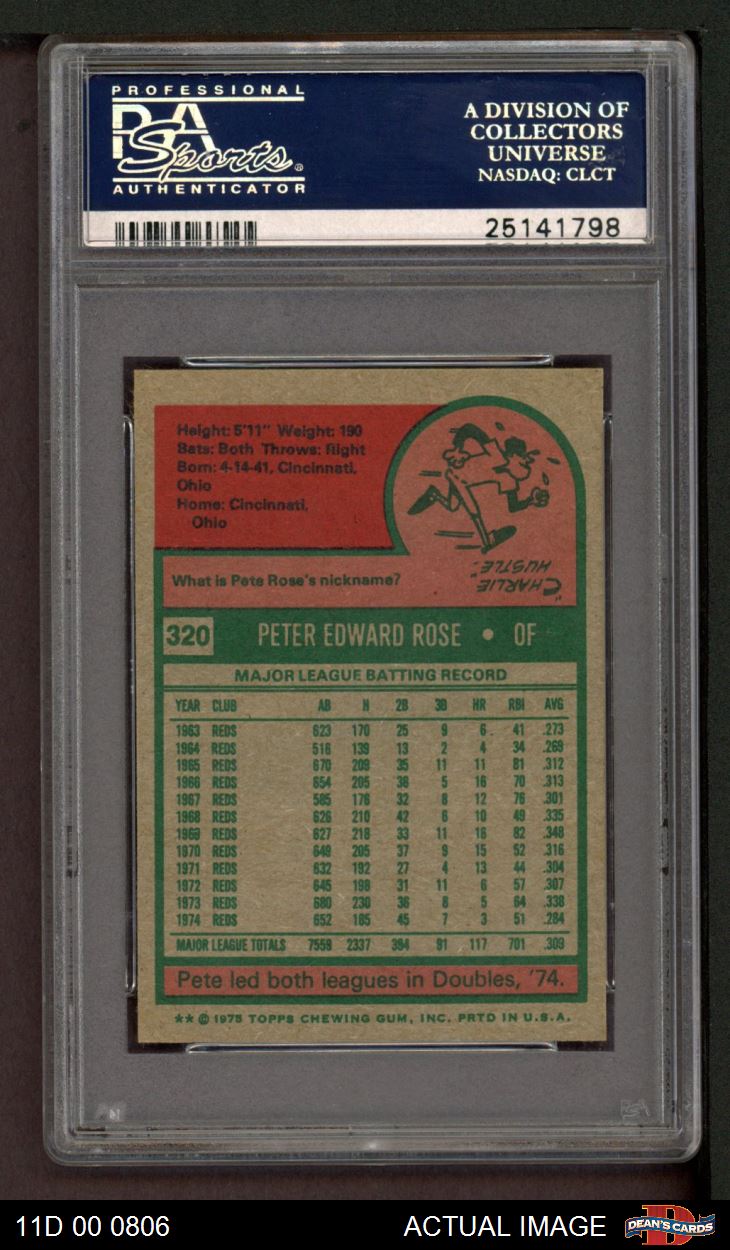 PROFESSIONAL
PSA
Sports®
AUTHENTICATOR
A DIVISION OF
COLLECTORS
UNIVERSE
NASDAQ: CLCT
25141798
Height: 5'11" Weight: 190
Bats: Both Throws: Right
Born: 4-14-41, Cincinnati,
Ohio
Home: Cincinnati,
Ohio
What is Pete Rose's nickname?
"CHARLIE
HUSTLE"
320 PETER EDWARD ROSE • OF
MAJOR LEAGUE BATTING RECORD
YEAR CLUB AB H 2B 3B HR RBI AVG
1963 REDS 623 170 25 9 6 41 .273
1964 REDS 516 139 13 2 4 34 .269
1965 REDS 670 209 35 11 11 81 .312
1966 REDS 654 205 38 5 16 70 .313
1967 REDS 585 176 32 8 12 76 .301
1968 REDS 626 210 42 6 10 49 .335
1969 REDS 627 218 33 11 16 82 .348
1970 REDS 649 205 37 9 15 52 .316
1971 REDS 632 192 27 4 13 44 .304
1972 REDS 645 198 31 11 6 57 .307
1973 REDS 680 230 36 8 5 64 .338
1974 REDS 652 185 45 7 3 51 .284
MAJOR LEAGUE TOTALS 7559 2337 394 91 117 701 .309
Pete led both leagues in Doubles, '74.
** © 1975 TOPPS CHEWING GUM, INC. PRTD IN U.S.A.
11D 00 0806 ACTUAL IMAGE
DEAN'S CARDS